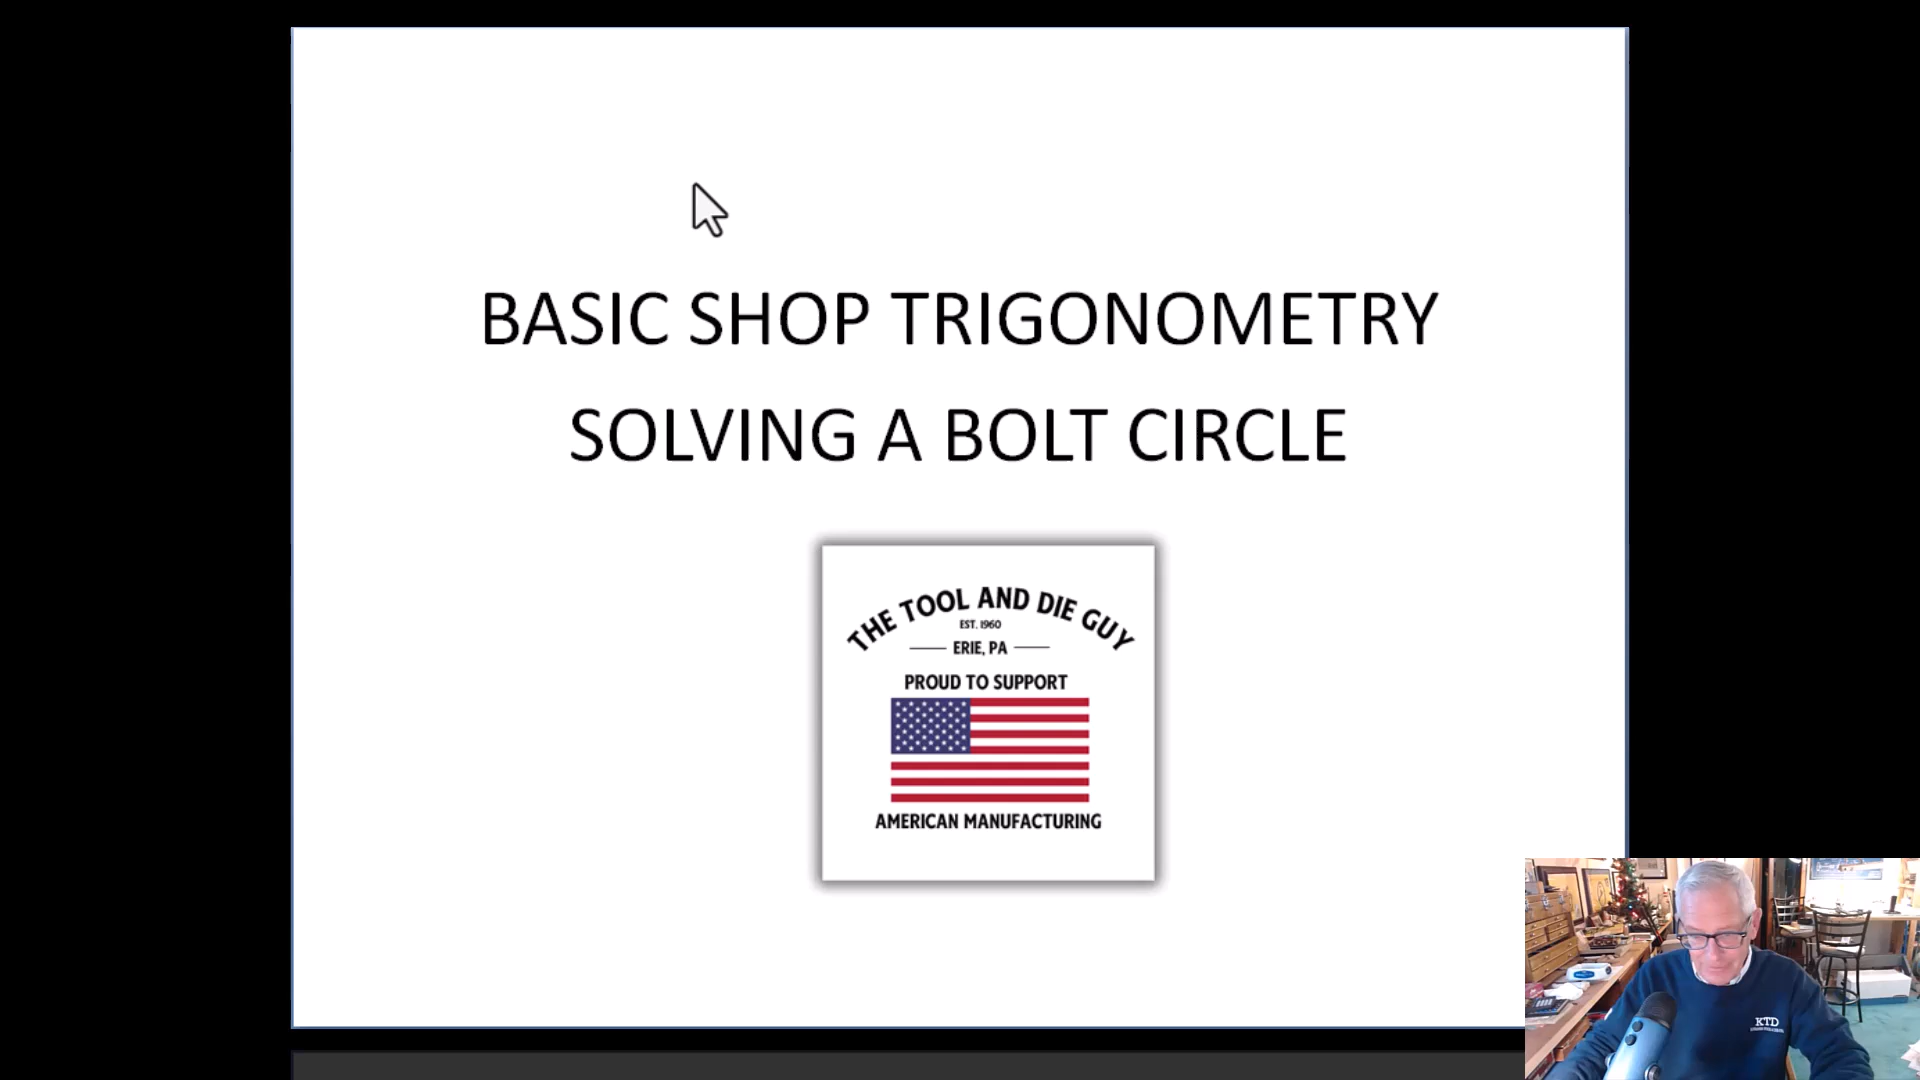 BASIC SHOP TRIGONOMETRY
SOLVING A BOLT CIRCLE
THE TOOL AND DIE GUY
EST. 1960
ERIE, PA
PROUD TO SUPPORT
AMERICAN MANUFACTURING
KTD